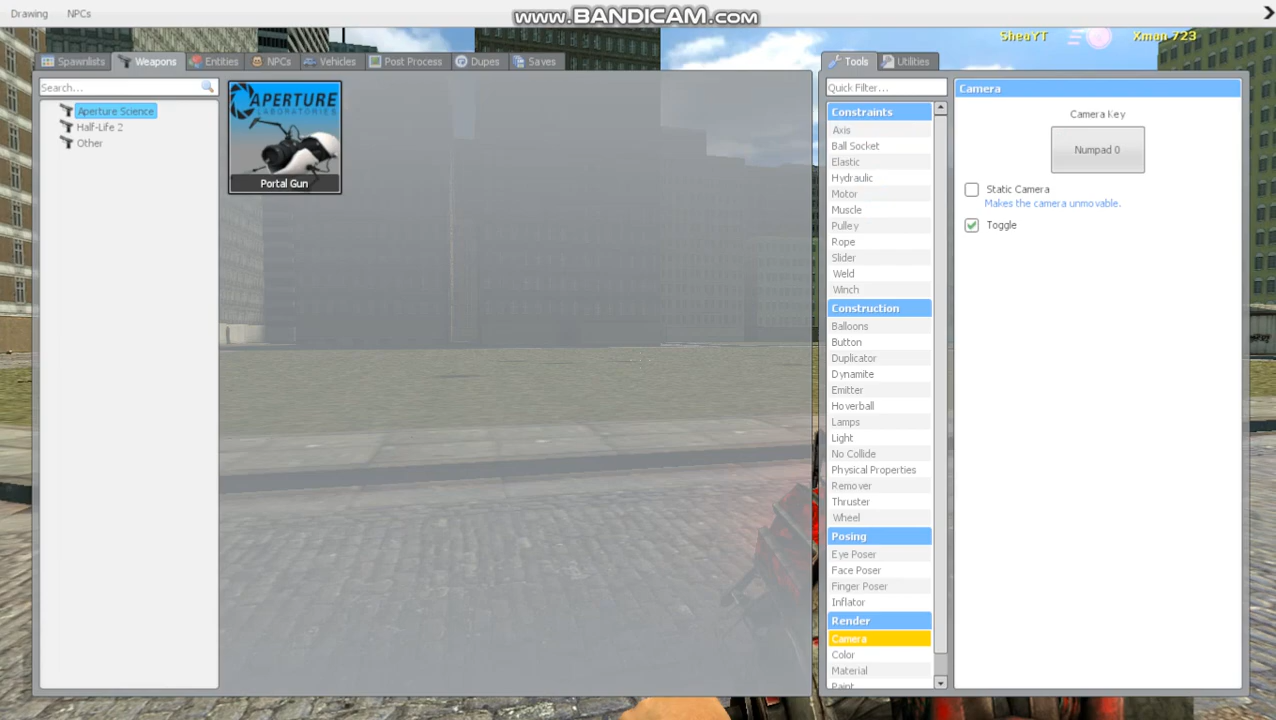 Drawing NPCs
www.BANDICAM.com
SheaYT Xman 723
Spawnlists Weapons Entities NPCs Vehicles Post Process Dupes Saves
Tools Utilities
Search...
Aperture Science
Half-Life 2
Other
APERTURE
LABORATORIES
Portal Gun
Quick Filter...
Constraints
Axis
Ball Socket
Elastic
Hydraulic
Motor
Muscle
Pulley
Rope
Slider
Weld
Winch
Construction
Balloons
Button
Duplicator
Dynamite
Emitter
Hoverball
Lamps
Light
No Collide
Physical Properties
Remover
Thruster
Wheel
Posing
Eye Poser
Face Poser
Finger Poser
Inflator
Render
Camera
Color
Material
Paint
Camera
Camera Key
Numpad 0
Static Camera
Makes the camera unmovable.
Toggle